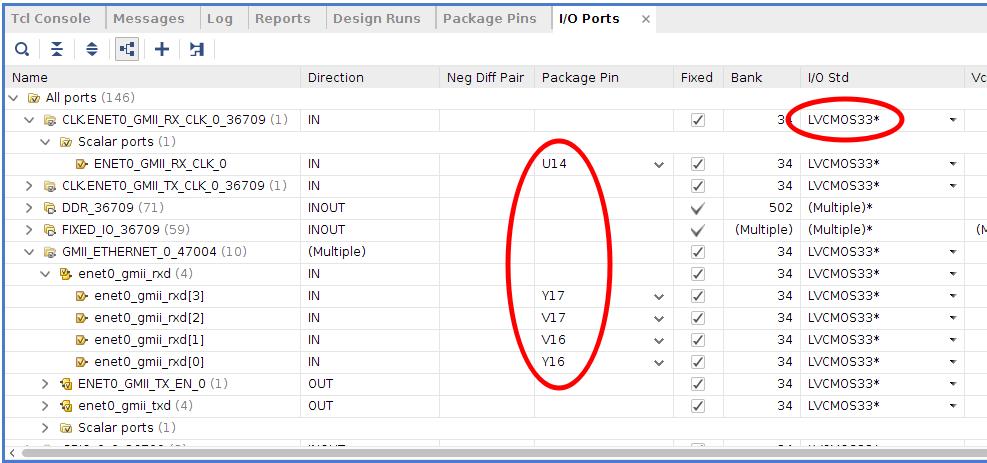 Tcl Console Messages Log Reports Design Runs Package Pins I/O Ports ×
Name Direction Neg Diff Pair Package Pin Fixed Bank I/O Std Vc
All ports (146)
CLK.ENET0_GMII_RX_CLK_0_36709 (1) IN 34 LVCMOS33*
Scalar ports (1)
ENET0_GMII_RX_CLK_0 IN U14 34 LVCMOS33*
CLK.ENET0_GMII_TX_CLK_0_36709 (1) IN 34 LVCMOS33*
DDR_36709 (71) INOUT 502 (Multiple)*
FIXED_IO_36709 (59) INOUT (Multiple) (Multiple)*
GMII_ETHERNET_0_47004 (10) (Multiple) 34 LVCMOS33*
enet0_gmii_rxd (4) IN 34 LVCMOS33*
enet0_gmii_rxd[3] IN Y17 34 LVCMOS33*
enet0_gmii_rxd[2] IN V17 34 LVCMOS33*
enet0_gmii_rxd[1] IN V16 34 LVCMOS33*
enet0_gmii_rxd[0] IN Y16 34 LVCMOS33*
ENET0_GMII_TX_EN_0 (1) OUT 34 LVCMOS33*
enet0_gmii_txd (4) OUT 34 LVCMOS33*
Scalar ports (1)